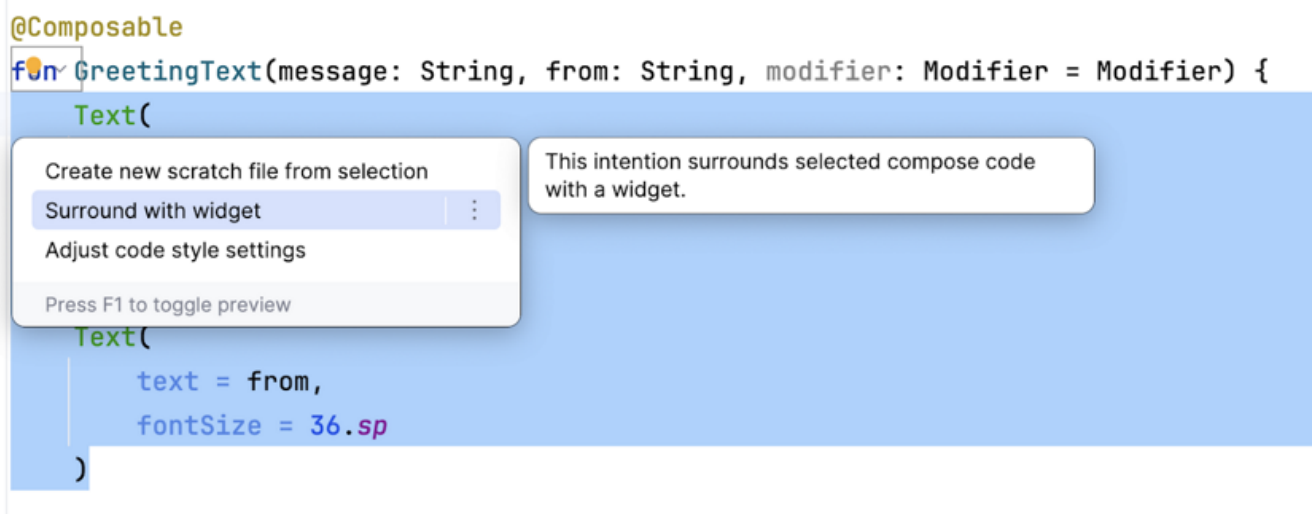 @Composable
fun GreetingText(message: String, from: String, modifier: Modifier = Modifier) {
Text(
Create new scratch file from selection
Surround with widget
Adjust code style settings
Press F1 to toggle preview
This intention surrounds selected compose code
with a widget.
Text(
text = from,
fontSize = 36.sp
)